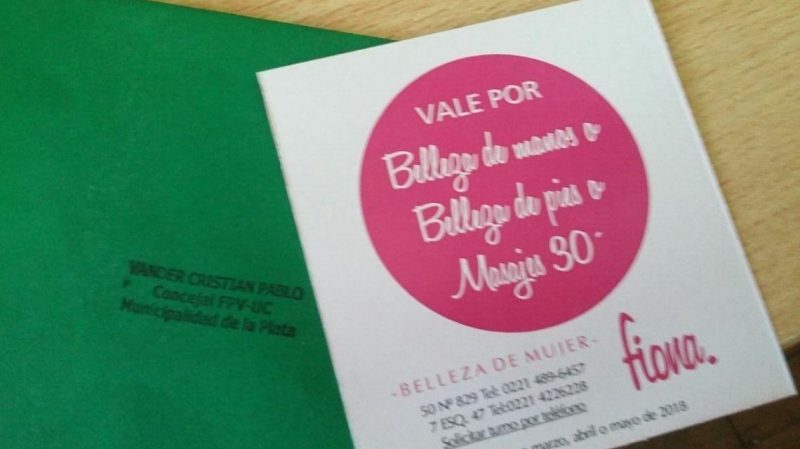 VANDER CRISTIAN PABLO
Concejal FPV-UC
Municipalidad de la Plata
VALE POR
Belleza de manos o
Belleza de pies o
Masajes 30´
-BELLEZA DE MUJER-
fiona.
50 Nº 829 Tel: 0221 489-6457
7 ESQ. 47 Tel:0221 4226228
Solicitar turno por teléfono
marzo, abril o mayo de 2018